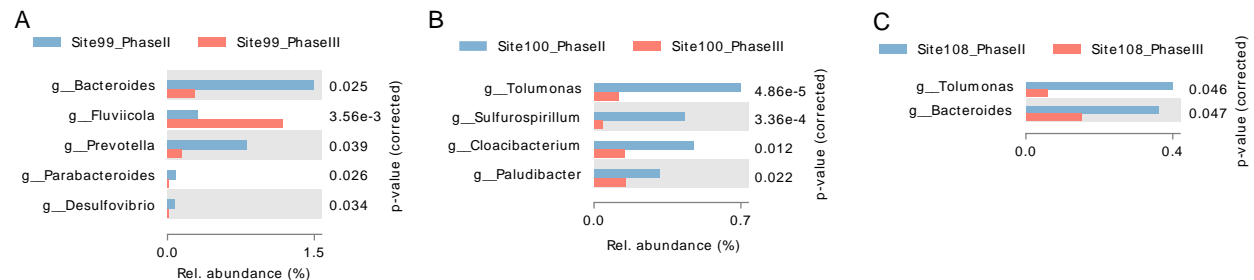 A
Site99_PhaseII Site99_PhaseIII
g__Bacteroides 0.025
g__Fluviicola 3.56e-3
g__Prevotella 0.039
g__Parabacteroides 0.026
g__Desulfovibrio 0.034
p-value (corrected)
0.0 1.5
Rel. abundance (%)
B
Site100_PhaseII Site100_PhaseIII
g__Tolumonas 4.86e-5
g__Sulfurospirillum 3.36e-4
g__Cloacibacterium 0.012
g__Paludibacter 0.022
p-value (corrected)
0.0 0.7
Rel. abundance (%)
C
Site108_PhaseII Site108_PhaseIII
g__Tolumonas 0.046
g__Bacteroides 0.047
p-value (corrected)
0.0 0.4